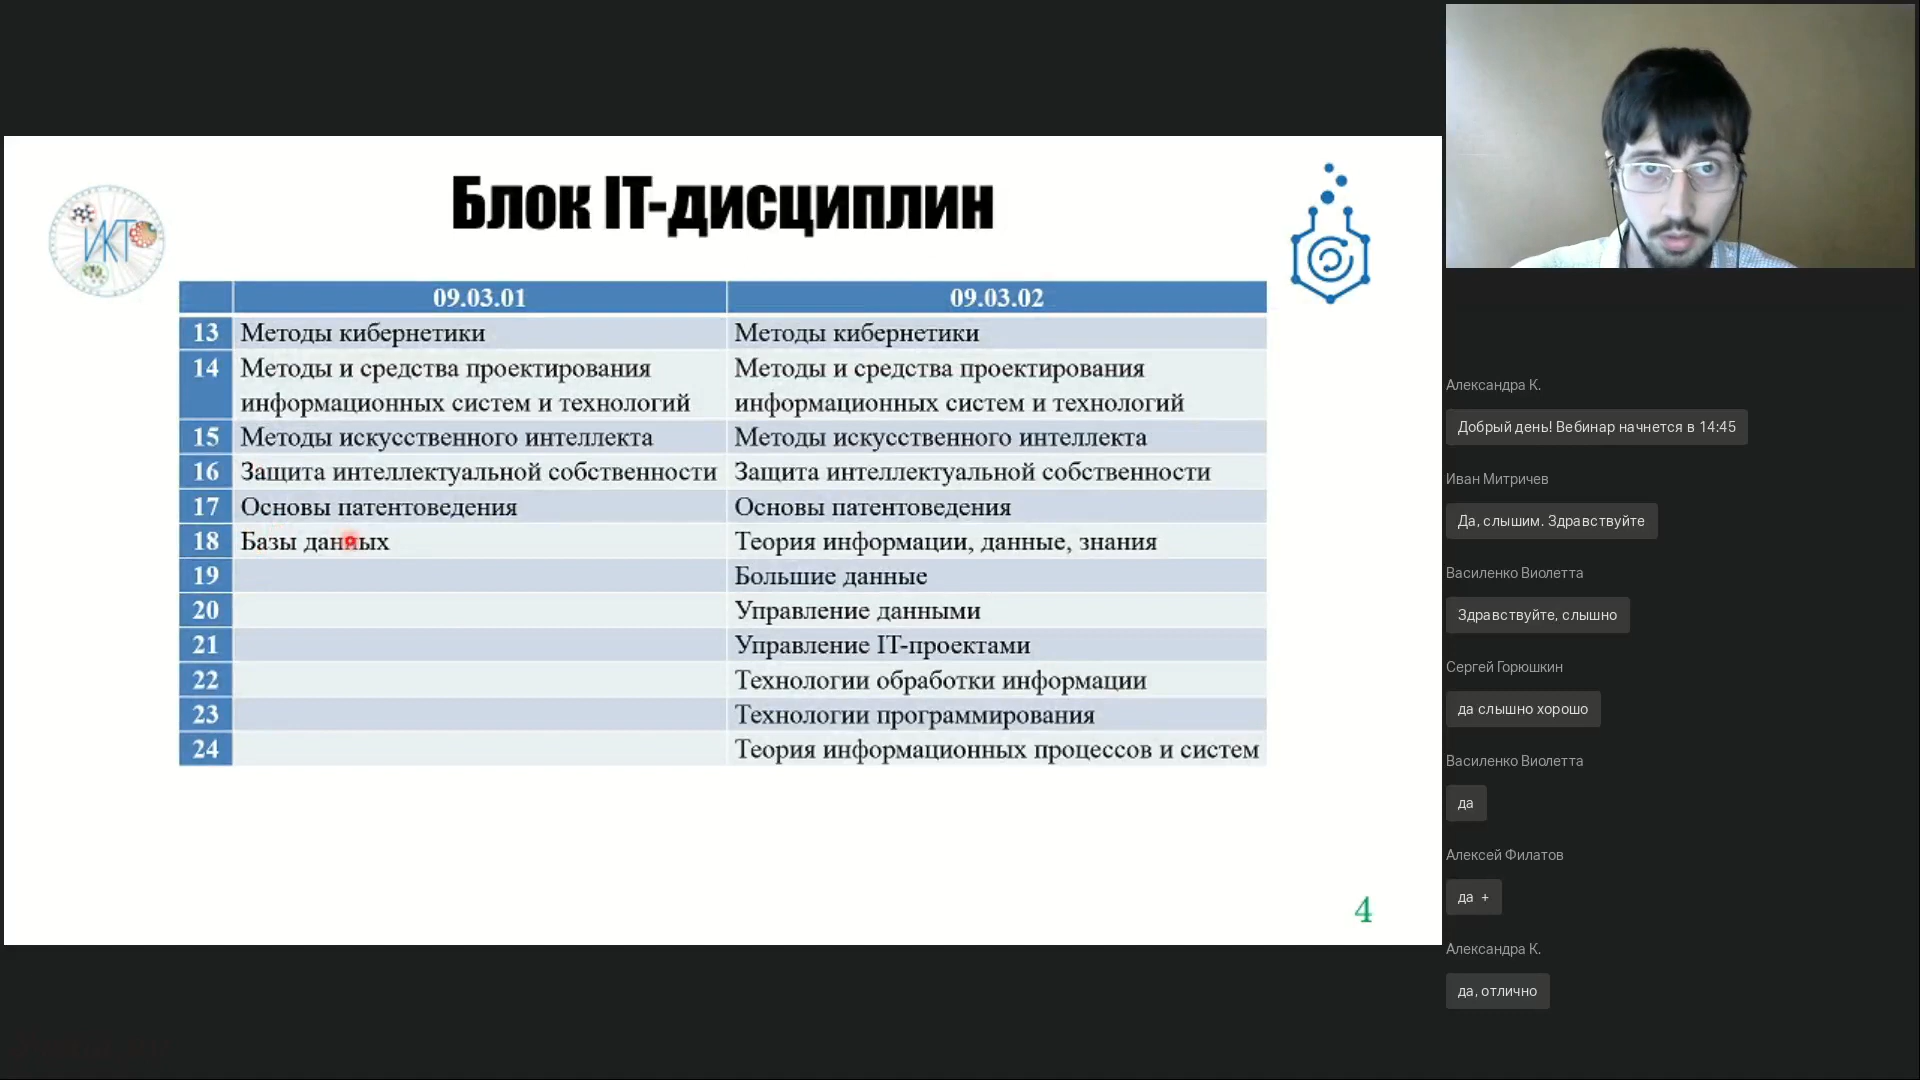 Блок IT-дисциплин
ИКТ
09.03.01 09.03.02
13 Методы кибернетики Методы кибернетики
14 Методы и средства проектирования Методы и средства проектирования
информационных систем и технологий информационных систем и технологий
15 Методы искусственного интеллекта Методы искусственного интеллекта
16 Защита интеллектуальной собственности Защита интеллектуальной собственности
17 Основы патентоведения Основы патентоведения
18 Базы данных Теория информации, данные, знания
19 Большие данные
20 Управление данными
21 Управление IT-проектами
22 Технологии обработки информации
23 Технологии программирования
24 Теория информационных процессов и систем
4
Александра К.
Добрый день! Вебинар начнется в 14:45
Иван Митричев
Да, слышим. Здравствуйте
Василенко Виолетта
Здравствуйте, слышно
Сергей Горюшкин
да слышно хорошо
Василенко Виолетта
да
Алексей Филатов
да +
Александра К.
да, отлично